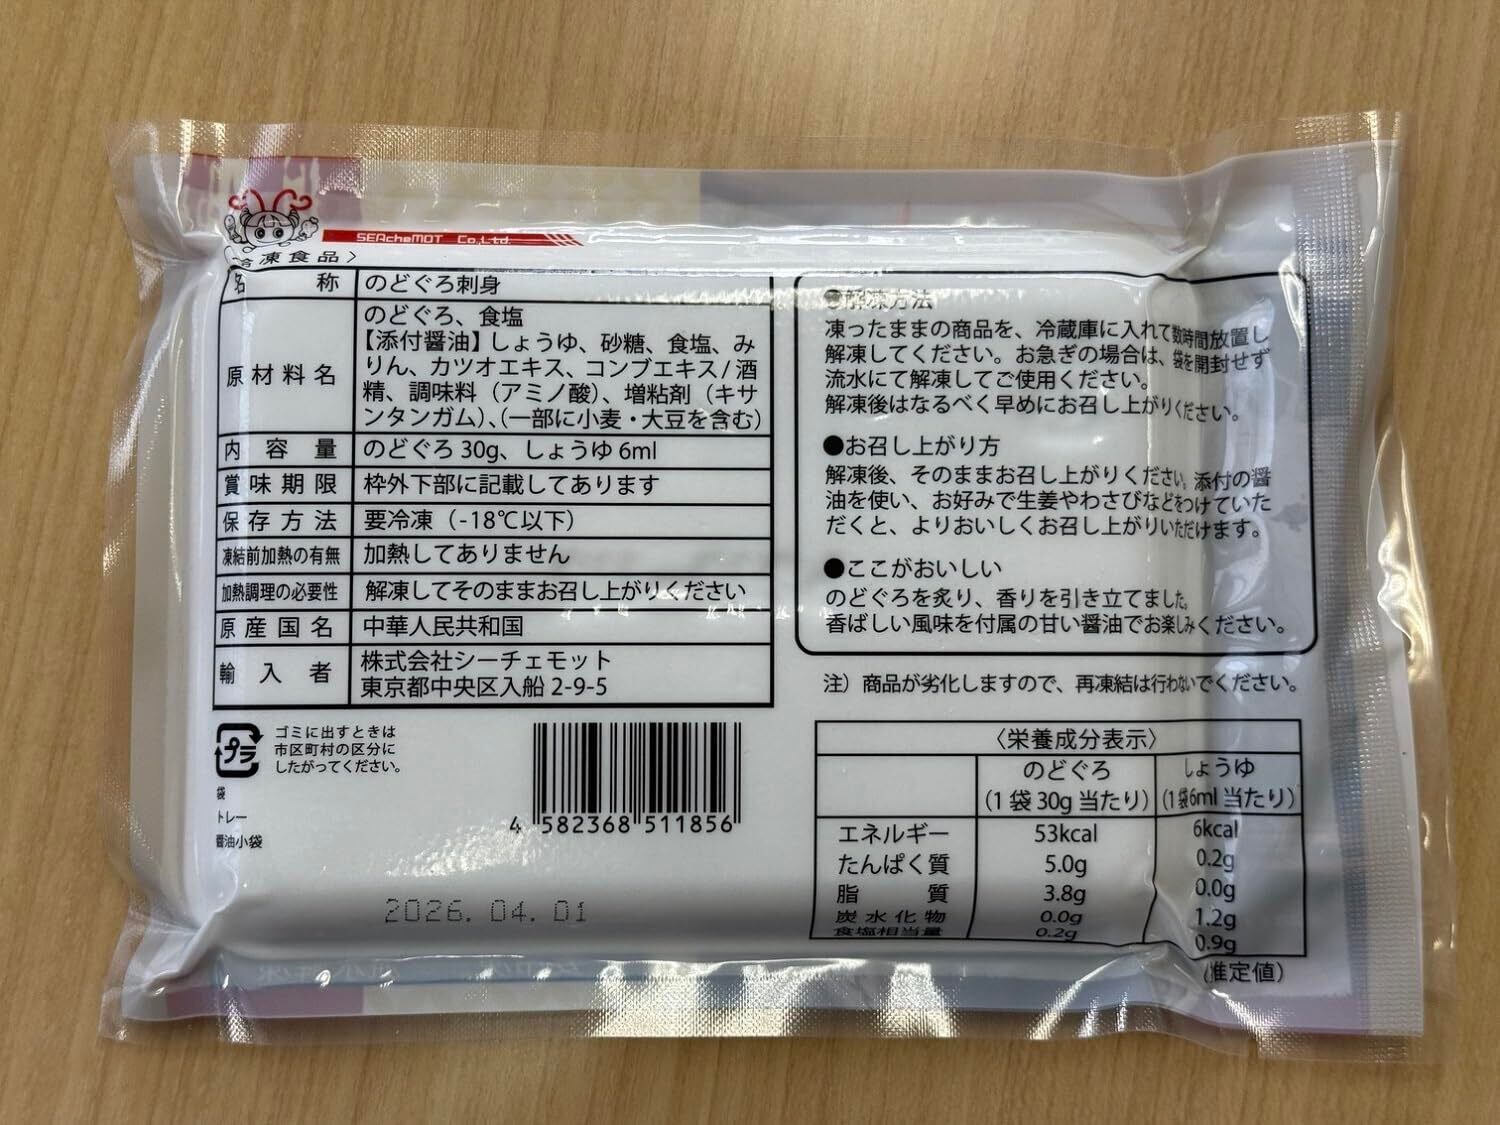 SEAcheMOT Co.,Ltd.
〈冷凍食品〉
名称 のどぐろ刺身
原材料名 のどぐろ、食塩
【添付醤油】しょうゆ、砂糖、食塩、み
りん、カツオエキス、コンブエキス/酒
精、調味料（アミノ酸）、増粘剤（キサ
ンタンガム）、（一部に小麦・大豆を含む）
内容量 のどぐろ30g、しょうゆ6ml
賞味期限 枠外下部に記載してあります
保存方法 要冷凍（-18℃以下）
凍結前加熱の有無 加熱してありません
加熱調理の必要性 解凍してそのままお召し上がりください
原産国名 中華人民共和国
輸入者 株式会社シーチェモット
東京都中央区入船2-9-5
プラ
ゴミに出すときは
市区町村の区分に
したがってください。
袋
トレー
醤油小袋
4 582368 511856
2026.04.01
●解凍方法
凍ったままの商品を、冷蔵庫に入れて数時間放置し
解凍してください。お急ぎの場合は、袋を開封せず
流水にて解凍してご使用ください。
解凍後はなるべく早めにお召し上がりください。
●お召し上がり方
解凍後、そのままお召し上がりください。添付の醤
油を使い、お好みで生姜やわさびなどをつけていた
だくと、よりおいしくお召し上がりいただけます。
●ここがおいしい
のどぐろを炙り、香りを引き立てました。
香ばしい風味を付属の甘い醤油でお楽しみください。
注）商品が劣化しますので、再凍結は行わないでください。
〈栄養成分表示〉
のどぐろ しょうゆ
（1袋30g当たり） （1袋6ml当たり）
エネルギー 53kcal 6kcal
たんぱく質 5.0g 0.2g
脂質 3.8g 0.0g
炭水化物 0.0g 1.2g
食塩相当量 0.2g 0.9g
（推定値）